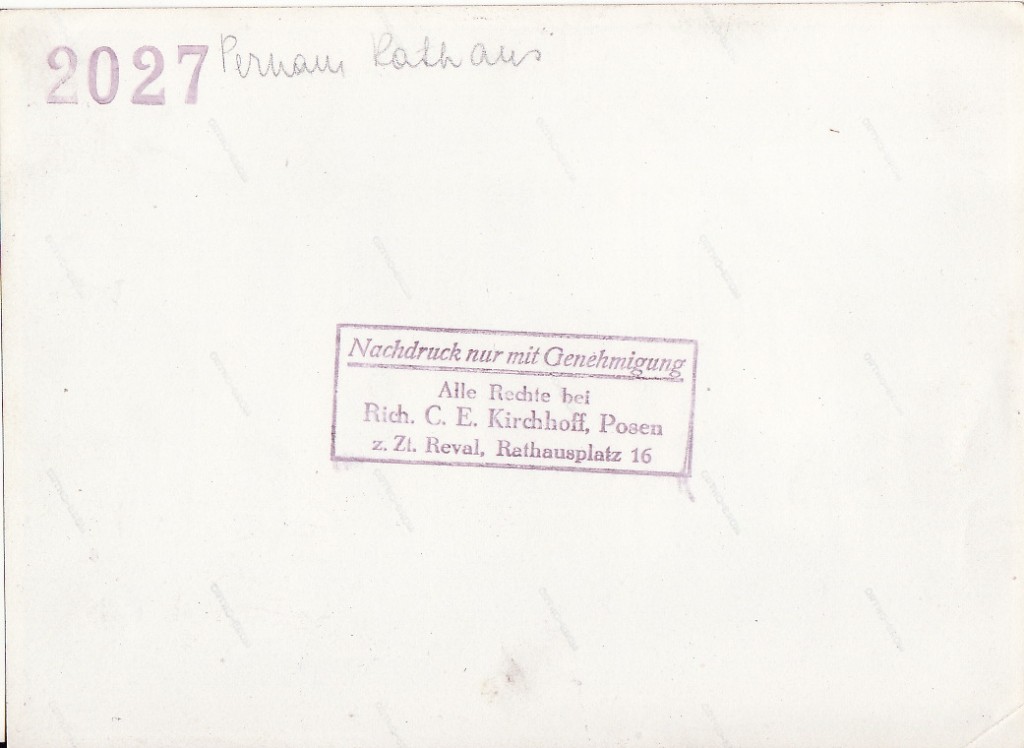 2027 Pernau Rathaus
Nachdruck nur mit Genehmigung
Alle Rechte bei
Rich. C. E. Kirchhoff, Posen
z. Zt. Reval, Rathausplatz 16